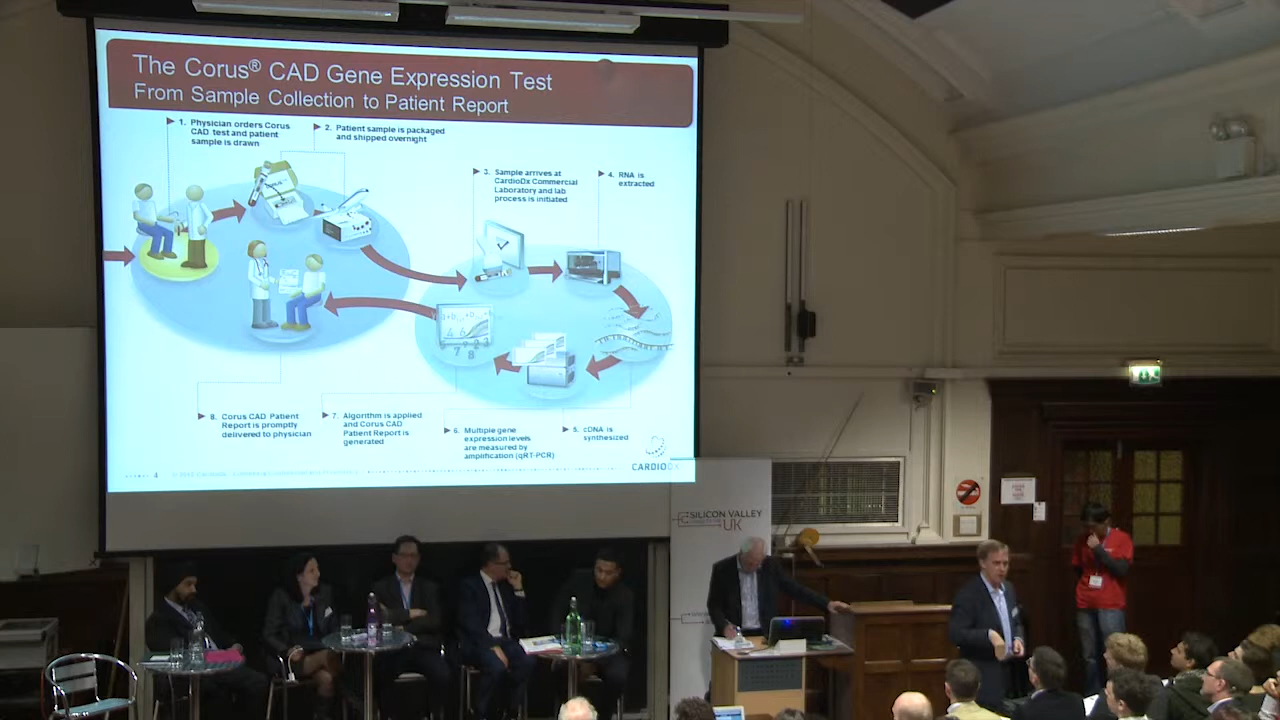 The Corus® CAD Gene Expression Test
From Sample Collection to Patient Report
1. Physician orders Corus
CAD test and patient
sample is drawn
2. Patient sample is packaged
and shipped overnight
3. Sample arrives at
CardioDx Commercial
Laboratory and lab
process is initiated
4. RNA is
extracted
8. Corus CAD Patient
Report is promptly
delivered to physician
7. Algorithm is applied
and Corus CAD
Patient Report is
generated
6. Multiple gene
expression levels
are measured by
amplification (qRT-PCR)
5. cDNA is
synthesized
CARDIODX
4
SILICON VALLEY
UK